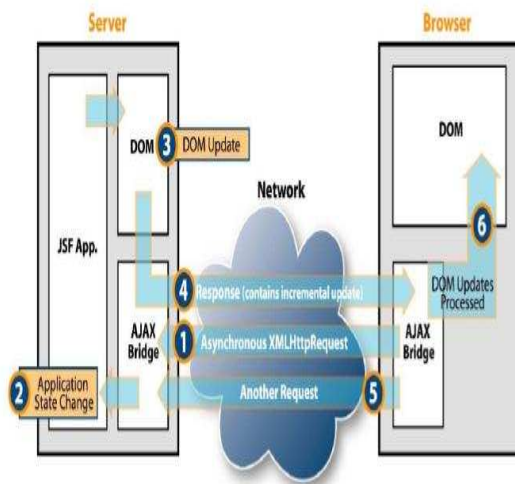 Server
Browser
DOM
3 DOM Update
DOM
Network
JSF App.
6
4 Response (contains incremental update)
DOM Updates
Processed
AJAX
Bridge
1 Asynchronous XMLHttpRequest
AJAX
Bridge
2 Application
State Change
Another Request 5